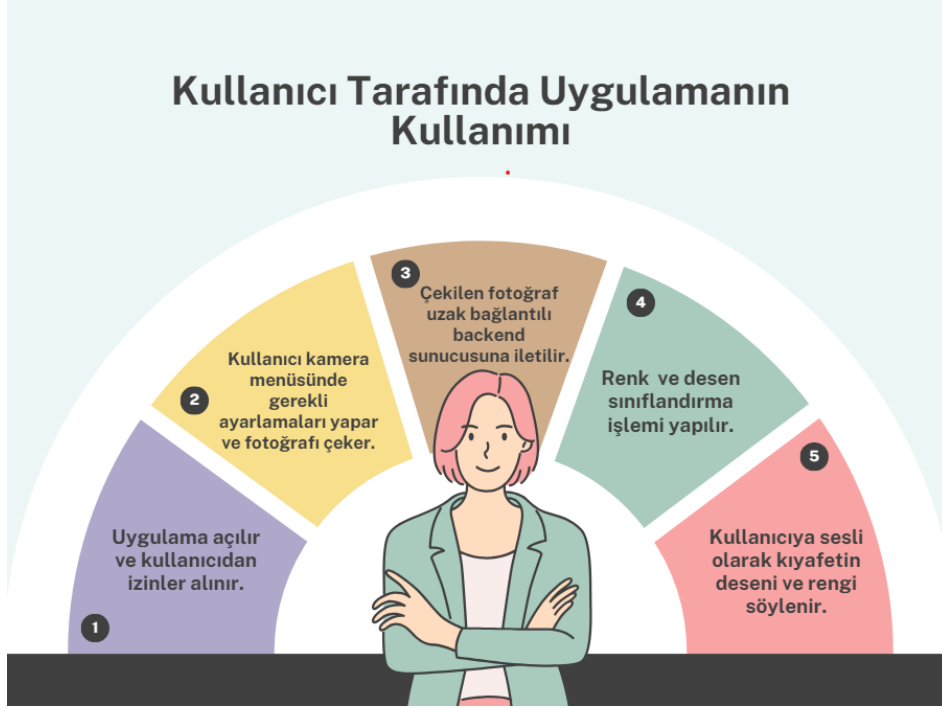 Kullanıcı Tarafında Uygulamanın
Kullanımı
1
Uygulama açılır
ve kullanıcıdan
izinler alınır.
2
Kullanıcı kamera
menüsünde
gerekli
ayarlamaları yapar
ve fotoğrafı çeker.
3
Çekilen fotoğraf
uzak bağlantılı
backend
sunucusuna iletilir.
4
Renk ve desen
sınıflandırma
işlemi yapılır.
5
Kullanıcıya sesli
olarak kıyafetin
deseni ve rengi
söylenir.